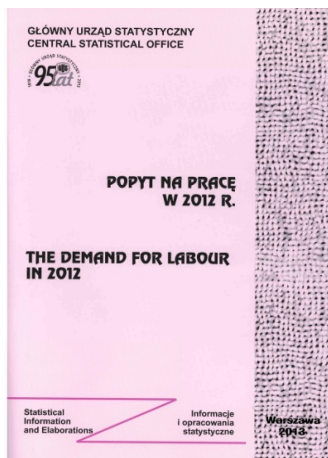 GŁÓWNY URZĄD STATYSTYCZNY
CENTRAL STATISTICAL OFFICE
95 lat
POPYT NA PRACĘ
W 2012 R.
THE DEMAND FOR LABOUR
IN 2012
Statistical
Information
and Elaborations
Informacje
i opracowania
statystyczne
Warszawa
2013